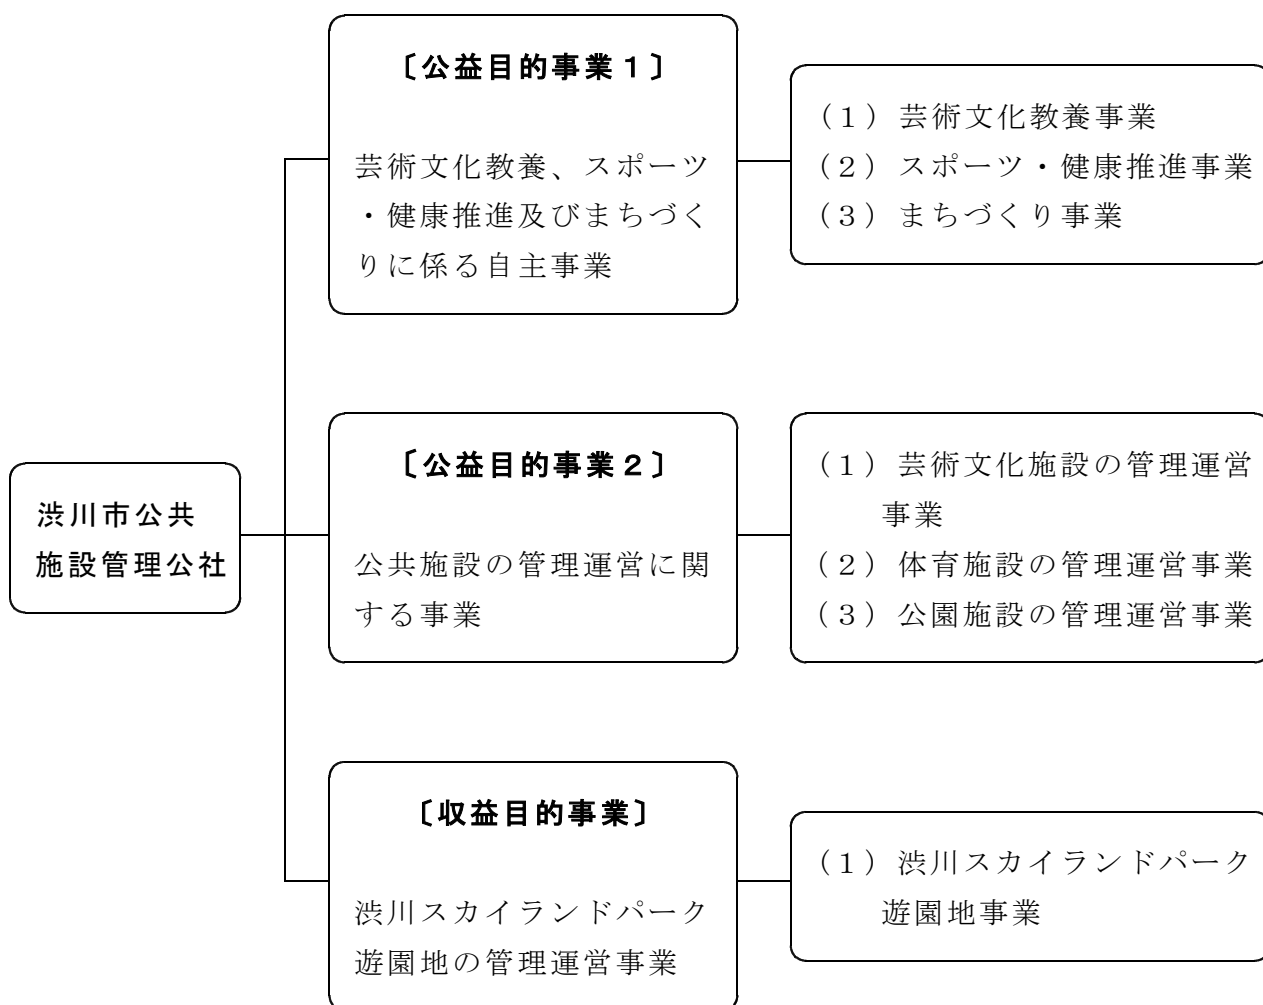 渋川市公共
施設管理公社
〔公益目的事業１〕
芸術文化教養、スポーツ
・健康推進及びまちづく
りに係る自主事業
（１）芸術文化教養事業
（２）スポーツ・健康推進事業
（３）まちづくり事業
〔公益目的事業２〕
公共施設の管理運営に関
する事業
（１）芸術文化施設の管理運営
事業
（２）体育施設の管理運営事業
（３）公園施設の管理運営事業
〔収益目的事業〕
渋川スカイランドパーク
遊園地の管理運営事業
（１）渋川スカイランドパーク
遊園地事業